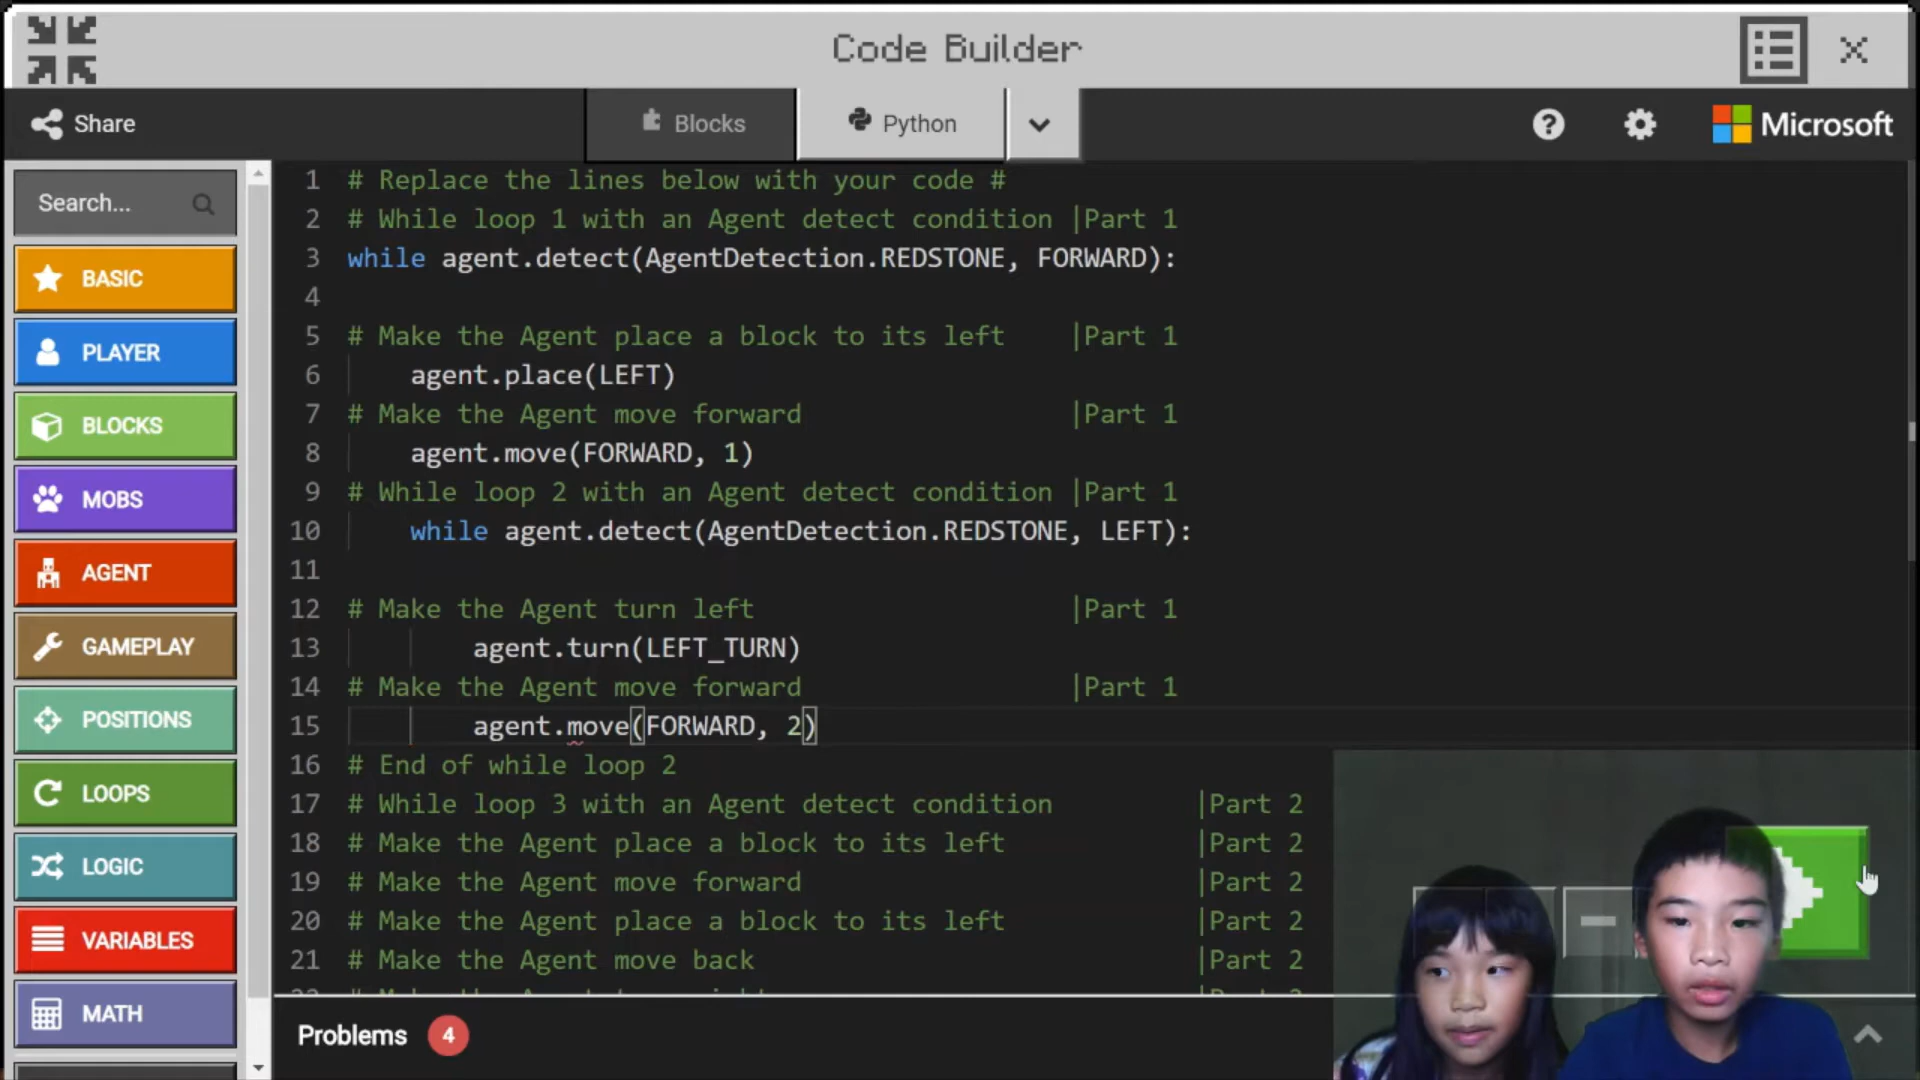 Code Builder
Share
Blocks
Python
Microsoft
Search...
BASIC
PLAYER
BLOCKS
MOBS
AGENT
GAMEPLAY
POSITIONS
LOOPS
LOGIC
VARIABLES
MATH
1 # Replace the lines below with your code #
2 # While loop 1 with an Agent detect condition |Part 1
3 while agent.detect(AgentDetection.REDSTONE, FORWARD):
4
5 # Make the Agent place a block to its left |Part 1
6 agent.place(LEFT)
7 # Make the Agent move forward |Part 1
8 agent.move(FORWARD, 1)
9 # While loop 2 with an Agent detect condition |Part 1
10 while agent.detect(AgentDetection.REDSTONE, LEFT):
11
12 # Make the Agent turn left |Part 1
13 agent.turn(LEFT_TURN)
14 # Make the Agent move forward |Part 1
15 agent.move(FORWARD, 2)
16 # End of while loop 2
17 # While loop 3 with an Agent detect condition |Part 2
18 # Make the Agent place a block to its left |Part 2
19 # Make the Agent move forward |Part 2
20 # Make the Agent place a block to its left |Part 2
21 # Make the Agent move back |Part 2
Problems 4